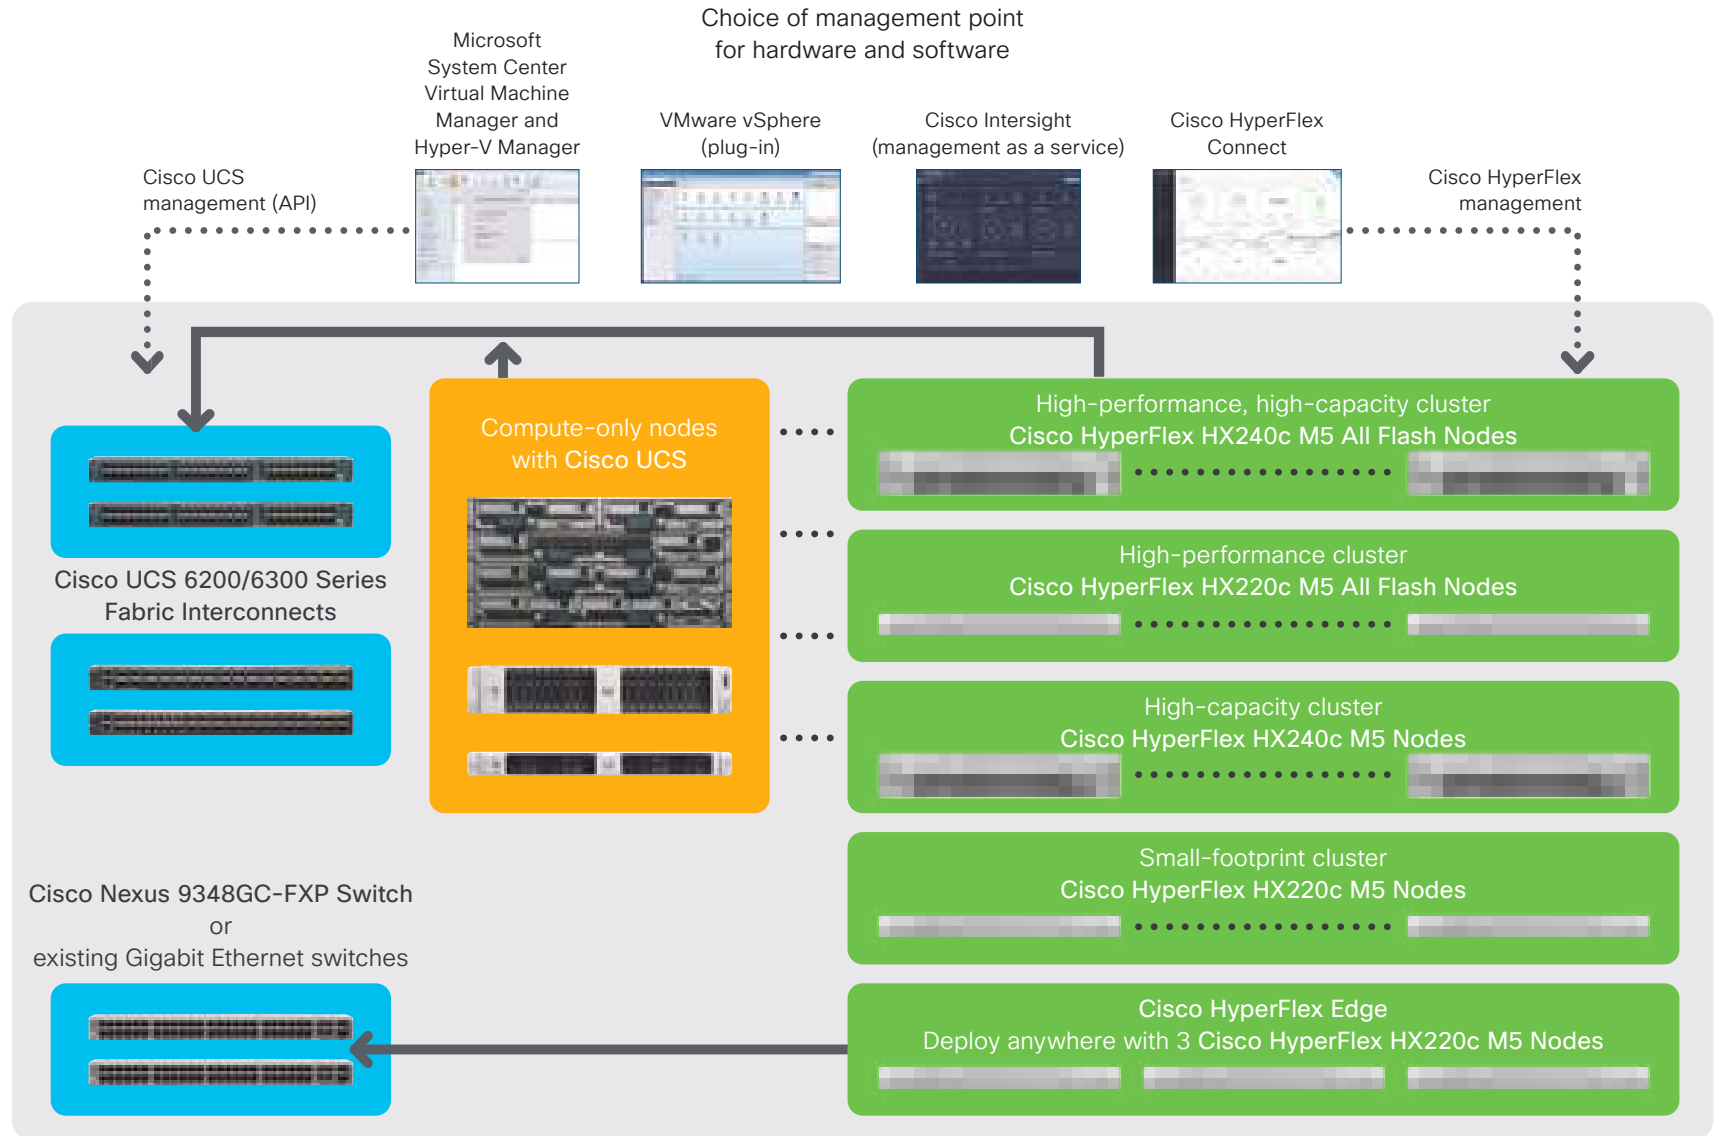 Choice of management point
for hardware and software
Microsoft
System Center
Virtual Machine
Manager and
Hyper-V Manager
VMware vSphere
(plug-in)
Cisco Intersight
(management as a service)
Cisco HyperFlex
Connect
Cisco UCS
management (API)
Cisco HyperFlex
management
Compute-only nodes
with Cisco UCS
High-performance, high-capacity cluster
Cisco HyperFlex HX240c M5 All Flash Nodes
High-performance cluster
Cisco HyperFlex HX220c M5 All Flash Nodes
Cisco UCS 6200/6300 Series
Fabric Interconnects
High-capacity cluster
Cisco HyperFlex HX240c M5 Nodes
Small-footprint cluster
Cisco HyperFlex HX220c M5 Nodes
Cisco Nexus 9348GC-FXP Switch
or
existing Gigabit Ethernet switches
Cisco HyperFlex Edge
Deploy anywhere with 3 Cisco HyperFlex HX220c M5 Nodes